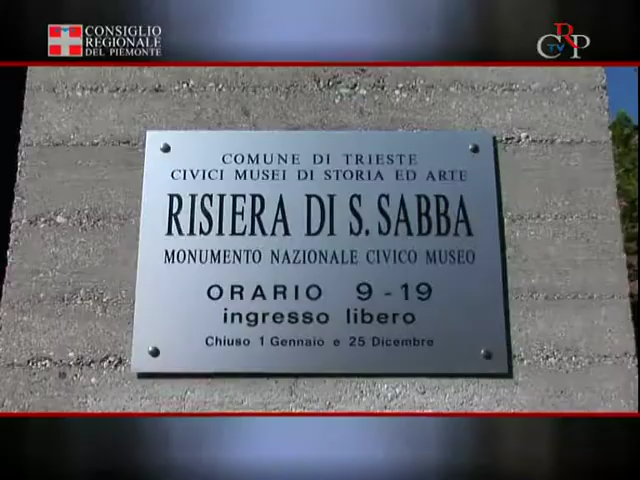 CONSIGLIO
REGIONALE
DEL PIEMONTE
CRP
TV
COMUNE DI TRIESTE
CIVICI MUSEI DI STORIA ED ARTE
RISIERA DI S. SABBA
MONUMENTO NAZIONALE CIVICO MUSEO
ORARIO 9-19
ingresso libero
Chiuso 1 Gennaio e 25 Dicembre